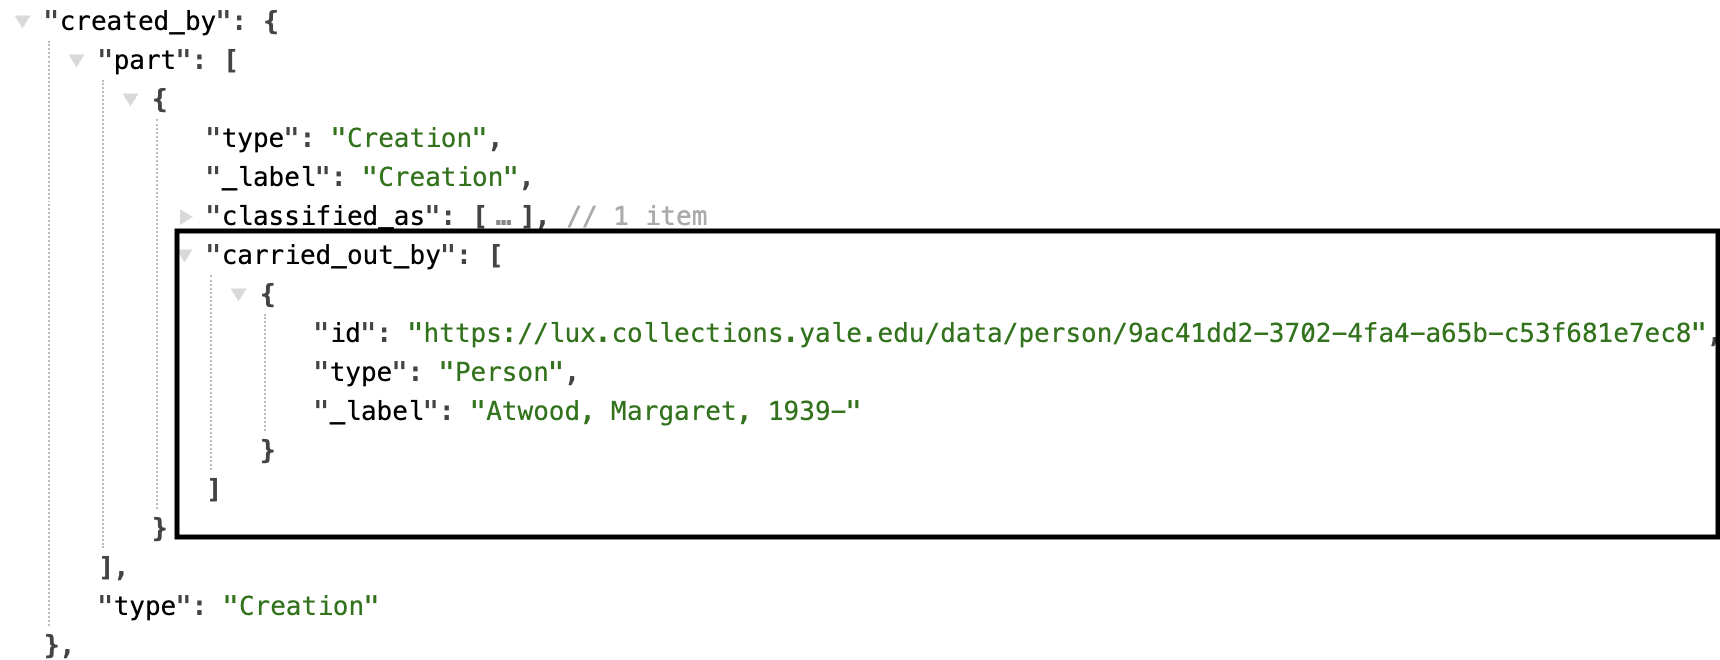 "created_by": {
"part": [
{
"type": "Creation",
"_label": "Creation",
"classified_as": [ … ], // 1 item
"carried_out_by": [
{
"id": "https://lux.collections.yale.edu/data/person/9ac41dd2-3702-4fa4-a65b-c53f681e7ec8",
"type": "Person",
"_label": "Atwood, Margaret, 1939-"
}
]
}
],
"type": "Creation"
},